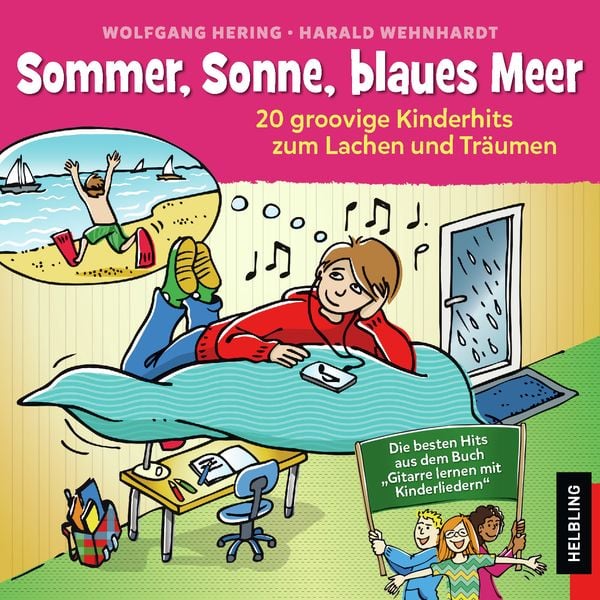 WOLFGANG HERING • HARALD WEHNHARDT
Sommer, Sonne, blaues Meer
20 groovige Kinderhits
zum Lachen und Träumen
Die besten Hits
aus dem Buch
„Gitarre lernen mit
Kinderliedern“
HELBLING